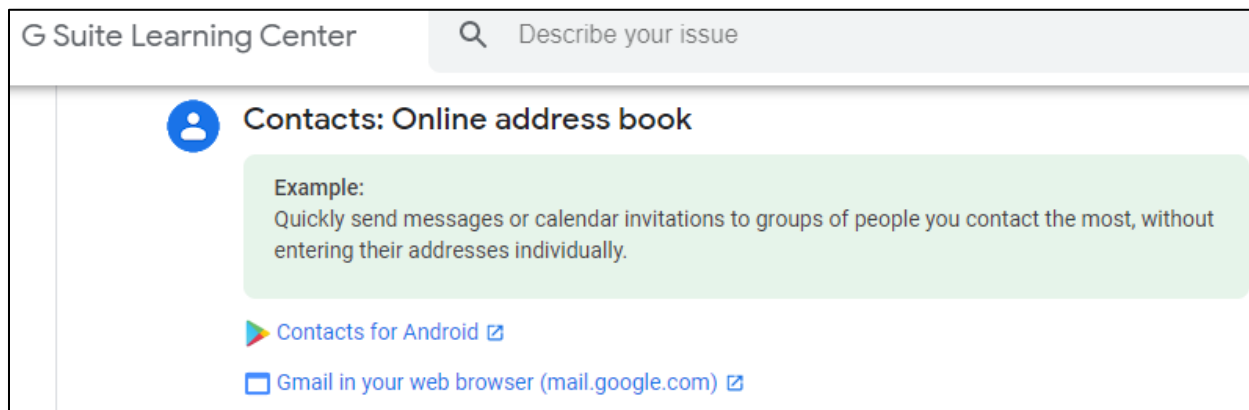 G Suite Learning Center
Describe your issue
Contacts: Online address book
Example:
Quickly send messages or calendar invitations to groups of people you contact the most, without
entering their addresses individually.
Contacts for Android
Gmail in your web browser (mail.google.com)